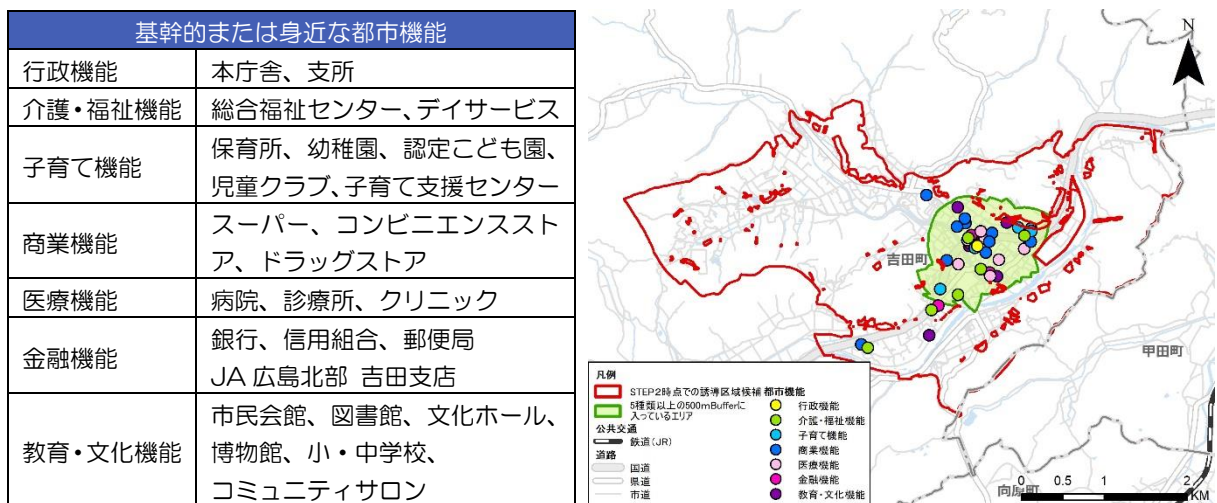 基幹的または身近な都市機能
行政機能
本庁舎、支所
介護・福祉機能
総合福祉センター、デイサービス
子育て機能
保育所、幼稚園、認定こども園、
児童クラブ、子育て支援センター
商業機能
スーパー、コンビニエンススト
ア、ドラッグストア
医療機能
病院、診療所、クリニック
金融機能
銀行、信用組合、郵便局
JA広島北部 吉田支店
教育・文化機能
市民会館、図書館、文化ホール、
博物館、小・中学校、
コミュニティサロン
N
吉田町
甲田町
向原町
凡例
STEP2時点での誘導区域候補
5種類以上の500mBufferに
入っているエリア
公共交通
鉄道(JR)
道路
国道
県道
市道
都市機能
行政機能
介護・福祉機能
子育て機能
商業機能
医療機能
金融機能
教育・文化機能
0 0.5 1 2
KM